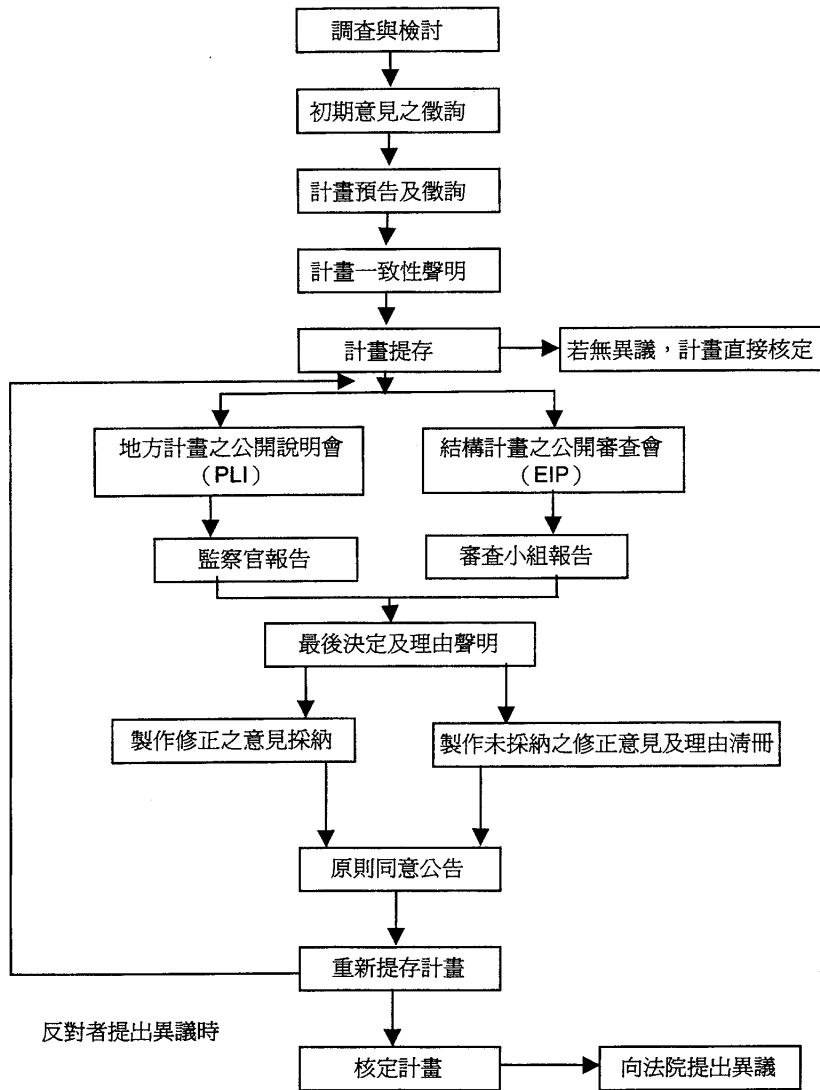 調查與檢討
初期意見之徵詢
計畫預告及徵詢
計畫一致性聲明
計畫提存
若無異議，計畫直接核定
地方計畫之公開說明會
（PLI）
結構計畫之公開審查會
（EIP）
監察官報告
審查小組報告
最後決定及理由聲明
製作修正之意見採納
製作未採納之修正意見及理由清冊
原則同意公告
重新提存計畫
反對者提出異議時
核定計畫
向法院提出異議